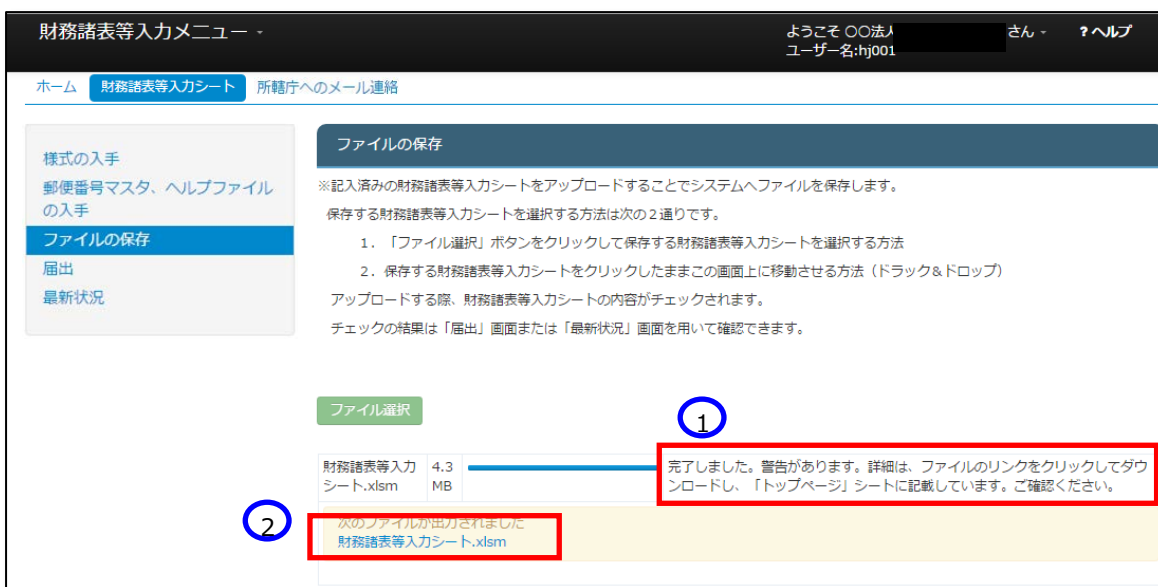 財務諸表等入力メニュー
ようこそ 〇〇法人 さん
ユーザー名:hj001
?ヘルプ
ホーム 財務諸表等入力シート 所轄庁へのメール連絡
様式の入手
郵便番号マスタ、ヘルプファイル
の入手
ファイルの保存
届出
最新状況
ファイルの保存
※記入済みの財務諸表等入力シートをアップロードすることでシステムへファイルを保存します。
保存する財務諸表等入力シートを選択する方法は次の２通りです。
１．「ファイル選択」ボタンをクリックして保存する財務諸表等入力シートを選択する方法
２．保存する財務諸表等入力シートをクリックしたままこの画面上に移動させる方法（ドラック＆ドロップ）
アップロードする際、財務諸表等入力シートの内容がチェックされます。
チェックの結果は「届出」画面または「最新状況」画面を用いて確認できます。
ファイル選択
1
財務諸表等入力
シート.xlsm
4.3
MB
完了しました。警告があります。詳細は、ファイルのリンクをクリックしてダウ
ンロードし、「トップページ」シートに記載しています。ご確認ください。
2
次のファイルが出力されました
財務諸表等入力シート.xlsm